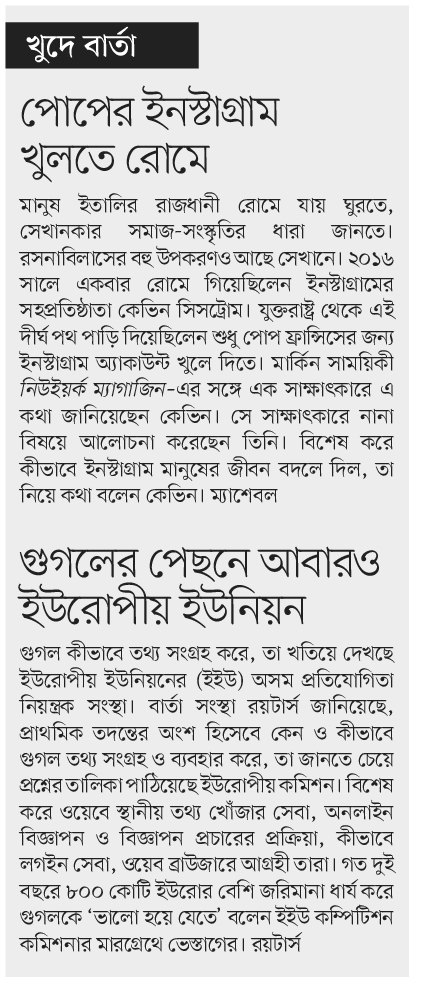 খুদে বার্তা
পোপের ইনস্টাগ্রাম
খুলতে রোমে
মানুষ ইতালির রাজধানী রোমে যায় ঘুরতে,
সেখানকার সমাজ-সংস্কৃতির ধারা জানতে।
রসনাবিলাসের বহু উপকরণও আছে সেখানে। ২০১৬
সালে একবার রোমে গিয়েছিলেন ইনস্টাগ্রামের
সহপ্রতিষ্ঠাতা কেভিন সিসট্রোম। যুক্তরাষ্ট্র থেকে এই
দীর্ঘ পথ পাড়ি দিয়েছিলেন শুধু পোপ ফ্রান্সিসের জন্য
ইনস্টাগ্রাম অ্যাকাউন্ট খুলে দিতে। মার্কিন সাময়িকী
নিউইয়র্ক ম্যাগাজিন-এর সঙ্গে এক সাক্ষাৎকারে এ
কথা জানিয়েছেন কেভিন। সে সাক্ষাৎকারে নানা
বিষয়ে আলোচনা করেছেন তিনি। বিশেষ করে
কীভাবে ইনস্টাগ্রাম মানুষের জীবন বদলে দিল, তা
নিয়ে কথা বলেন কেভিন। ম্যাশেবল
গুগলের পেছনে আবারও
ইউরোপীয় ইউনিয়ন
গুগল কীভাবে তথ্য সংগ্রহ করে, তা খতিয়ে দেখছে
ইউরোপীয় ইউনিয়নের (ইইউ) অসম প্রতিযোগিতা
নিয়ন্ত্রক সংস্থা। বার্তা সংস্থা রয়টার্স জানিয়েছে,
প্রাথমিক তদন্তের অংশ হিসেবে কেন ও কীভাবে
গুগল তথ্য সংগ্রহ ও ব্যবহার করে, তা জানতে চেয়ে
প্রশ্নের তালিকা পাঠিয়েছে ইউরোপীয় কমিশন। বিশেষ
করে ওয়েবে স্থানীয় তথ্য খোঁজার সেবা, অনলাইন
বিজ্ঞাপন ও বিজ্ঞাপন প্রচারের প্রক্রিয়া, কীভাবে
লগইন সেবা, ওয়েব ব্রাউজারে আগ্রহী তারা। গত দুই
বছরে ৮০০ কোটি ইউরোর বেশি জরিমানা ধার্য করে
গুগলকে ‘ভালো হয়ে যেতে’ বলেন ইইউ কম্পিটিশন
কমিশনার মারগ্রেথে ভেস্তাগের। রয়টার্স